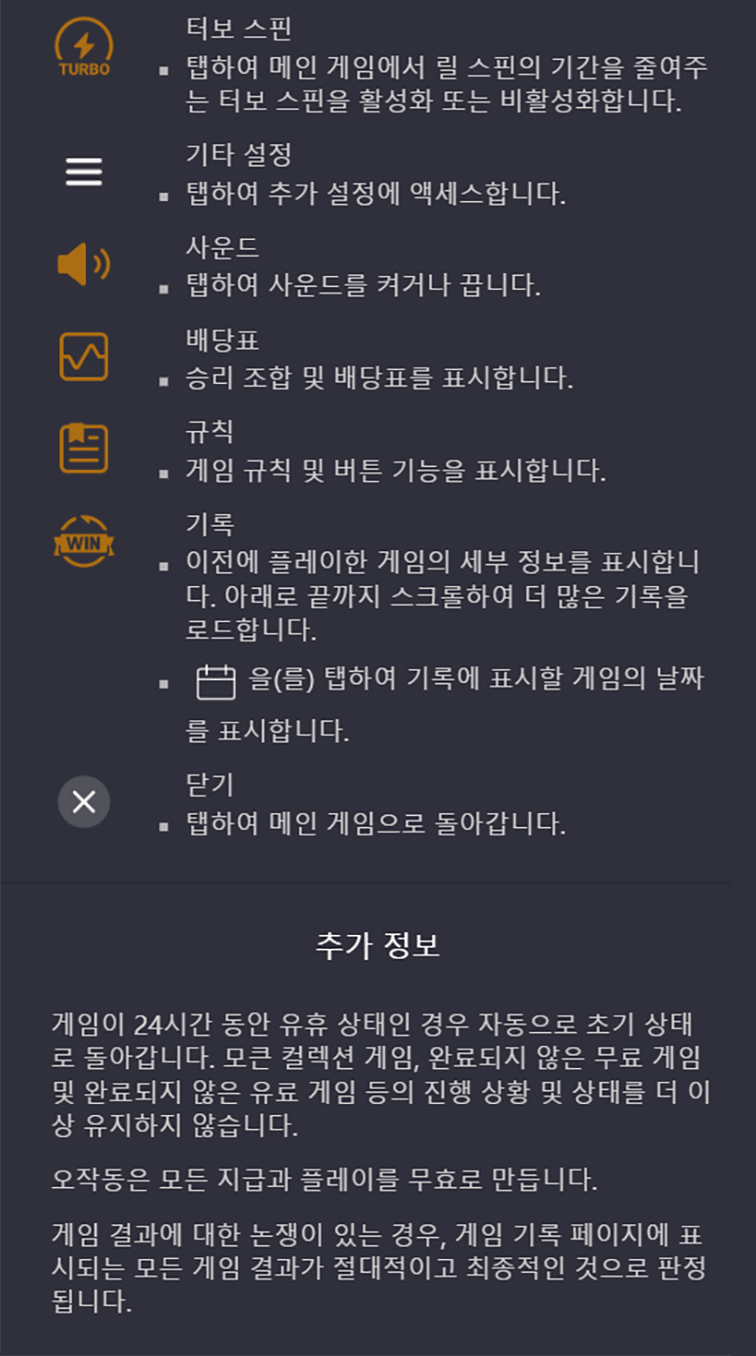 터보 스핀
TURBO
▪ 탭하여 메인 게임에서 릴 스핀의 기간을 줄여주
는 터보 스핀을 활성화 또는 비활성화합니다.
기타 설정
▪ 탭하여 추가 설정에 액세스합니다.
사운드
▪ 탭하여 사운드를 켜거나 끕니다.
배당표
▪ 승리 조합 및 배당표를 표시합니다.
규칙
▪ 게임 규칙 및 버튼 기능을 표시합니다.
기록
WIN
▪ 이전에 플레이한 게임의 세부 정보를 표시합니
다. 아래로 끝까지 스크롤하여 더 많은 기록을
로드합니다.
▪ 을(를) 탭하여 기록에 표시할 게임의 날짜
를 표시합니다.
닫기
▪ 탭하여 메인 게임으로 돌아갑니다.
추가 정보
게임이 24시간 동안 유휴 상태인 경우 자동으로 초기 상태
로 돌아갑니다. 모큰 컬렉션 게임, 완료되지 않은 무료 게임
및 완료되지 않은 유료 게임 등의 진행 상황 및 상태를 더 이
상 유지하지 않습니다.
오작동은 모든 지급과 플레이를 무효로 만듭니다.
게임 결과에 대한 논쟁이 있는 경우, 게임 기록 페이지에 표
시되는 모든 게임 결과가 절대적이고 최종적인 것으로 판정
됩니다.